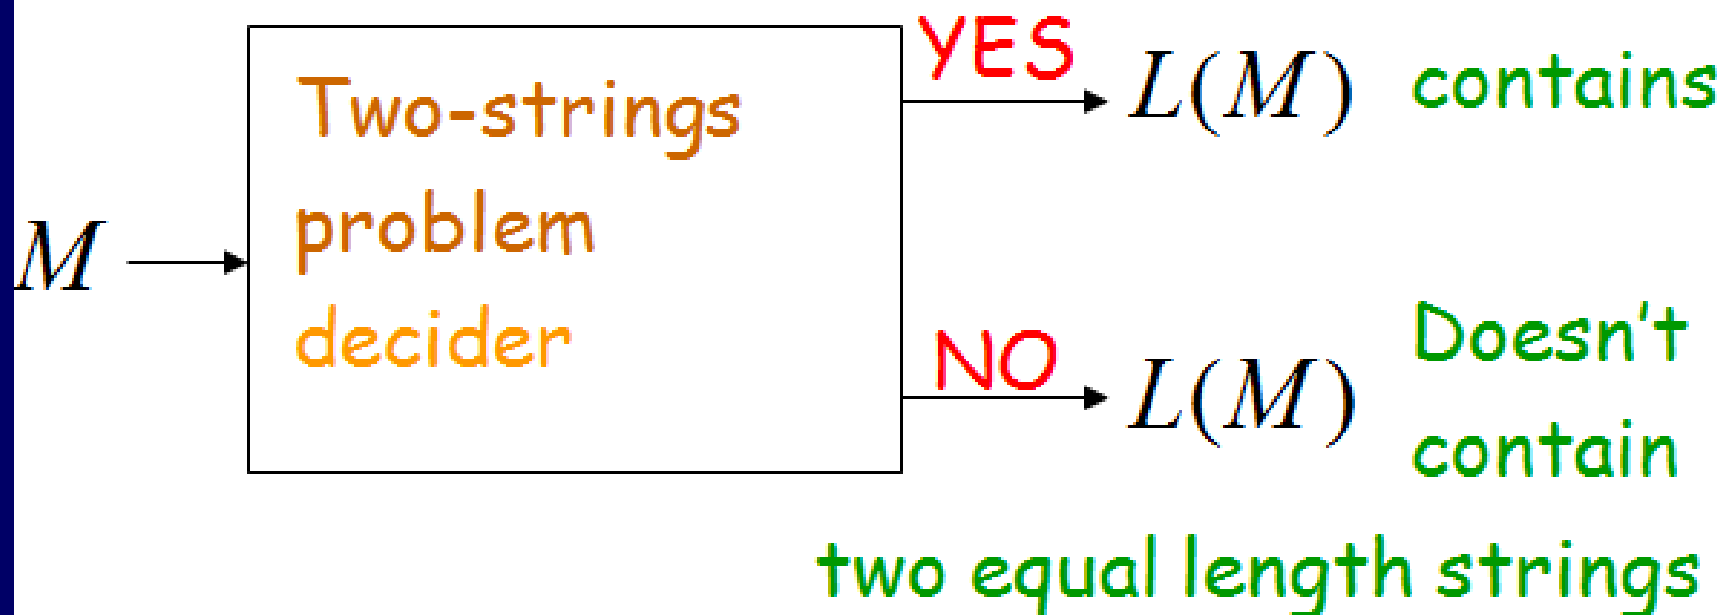 YES
L(M) contains
Two-strings
problem
decider
M
NO
L(M) Doesn't
contain
two equal length strings